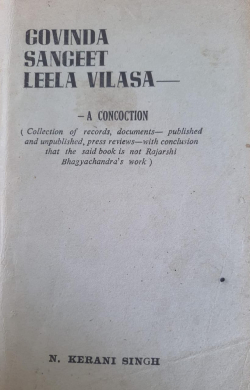 GOVINDA
SANGEET
LEELA VILASA—
– A CONCOCTION
( Collection of records, documents— published
and unpublished, press reviews—with conclusion
that the said book is not Rajarshi
Bhagyachandra's work )
N. KERANI SINGH